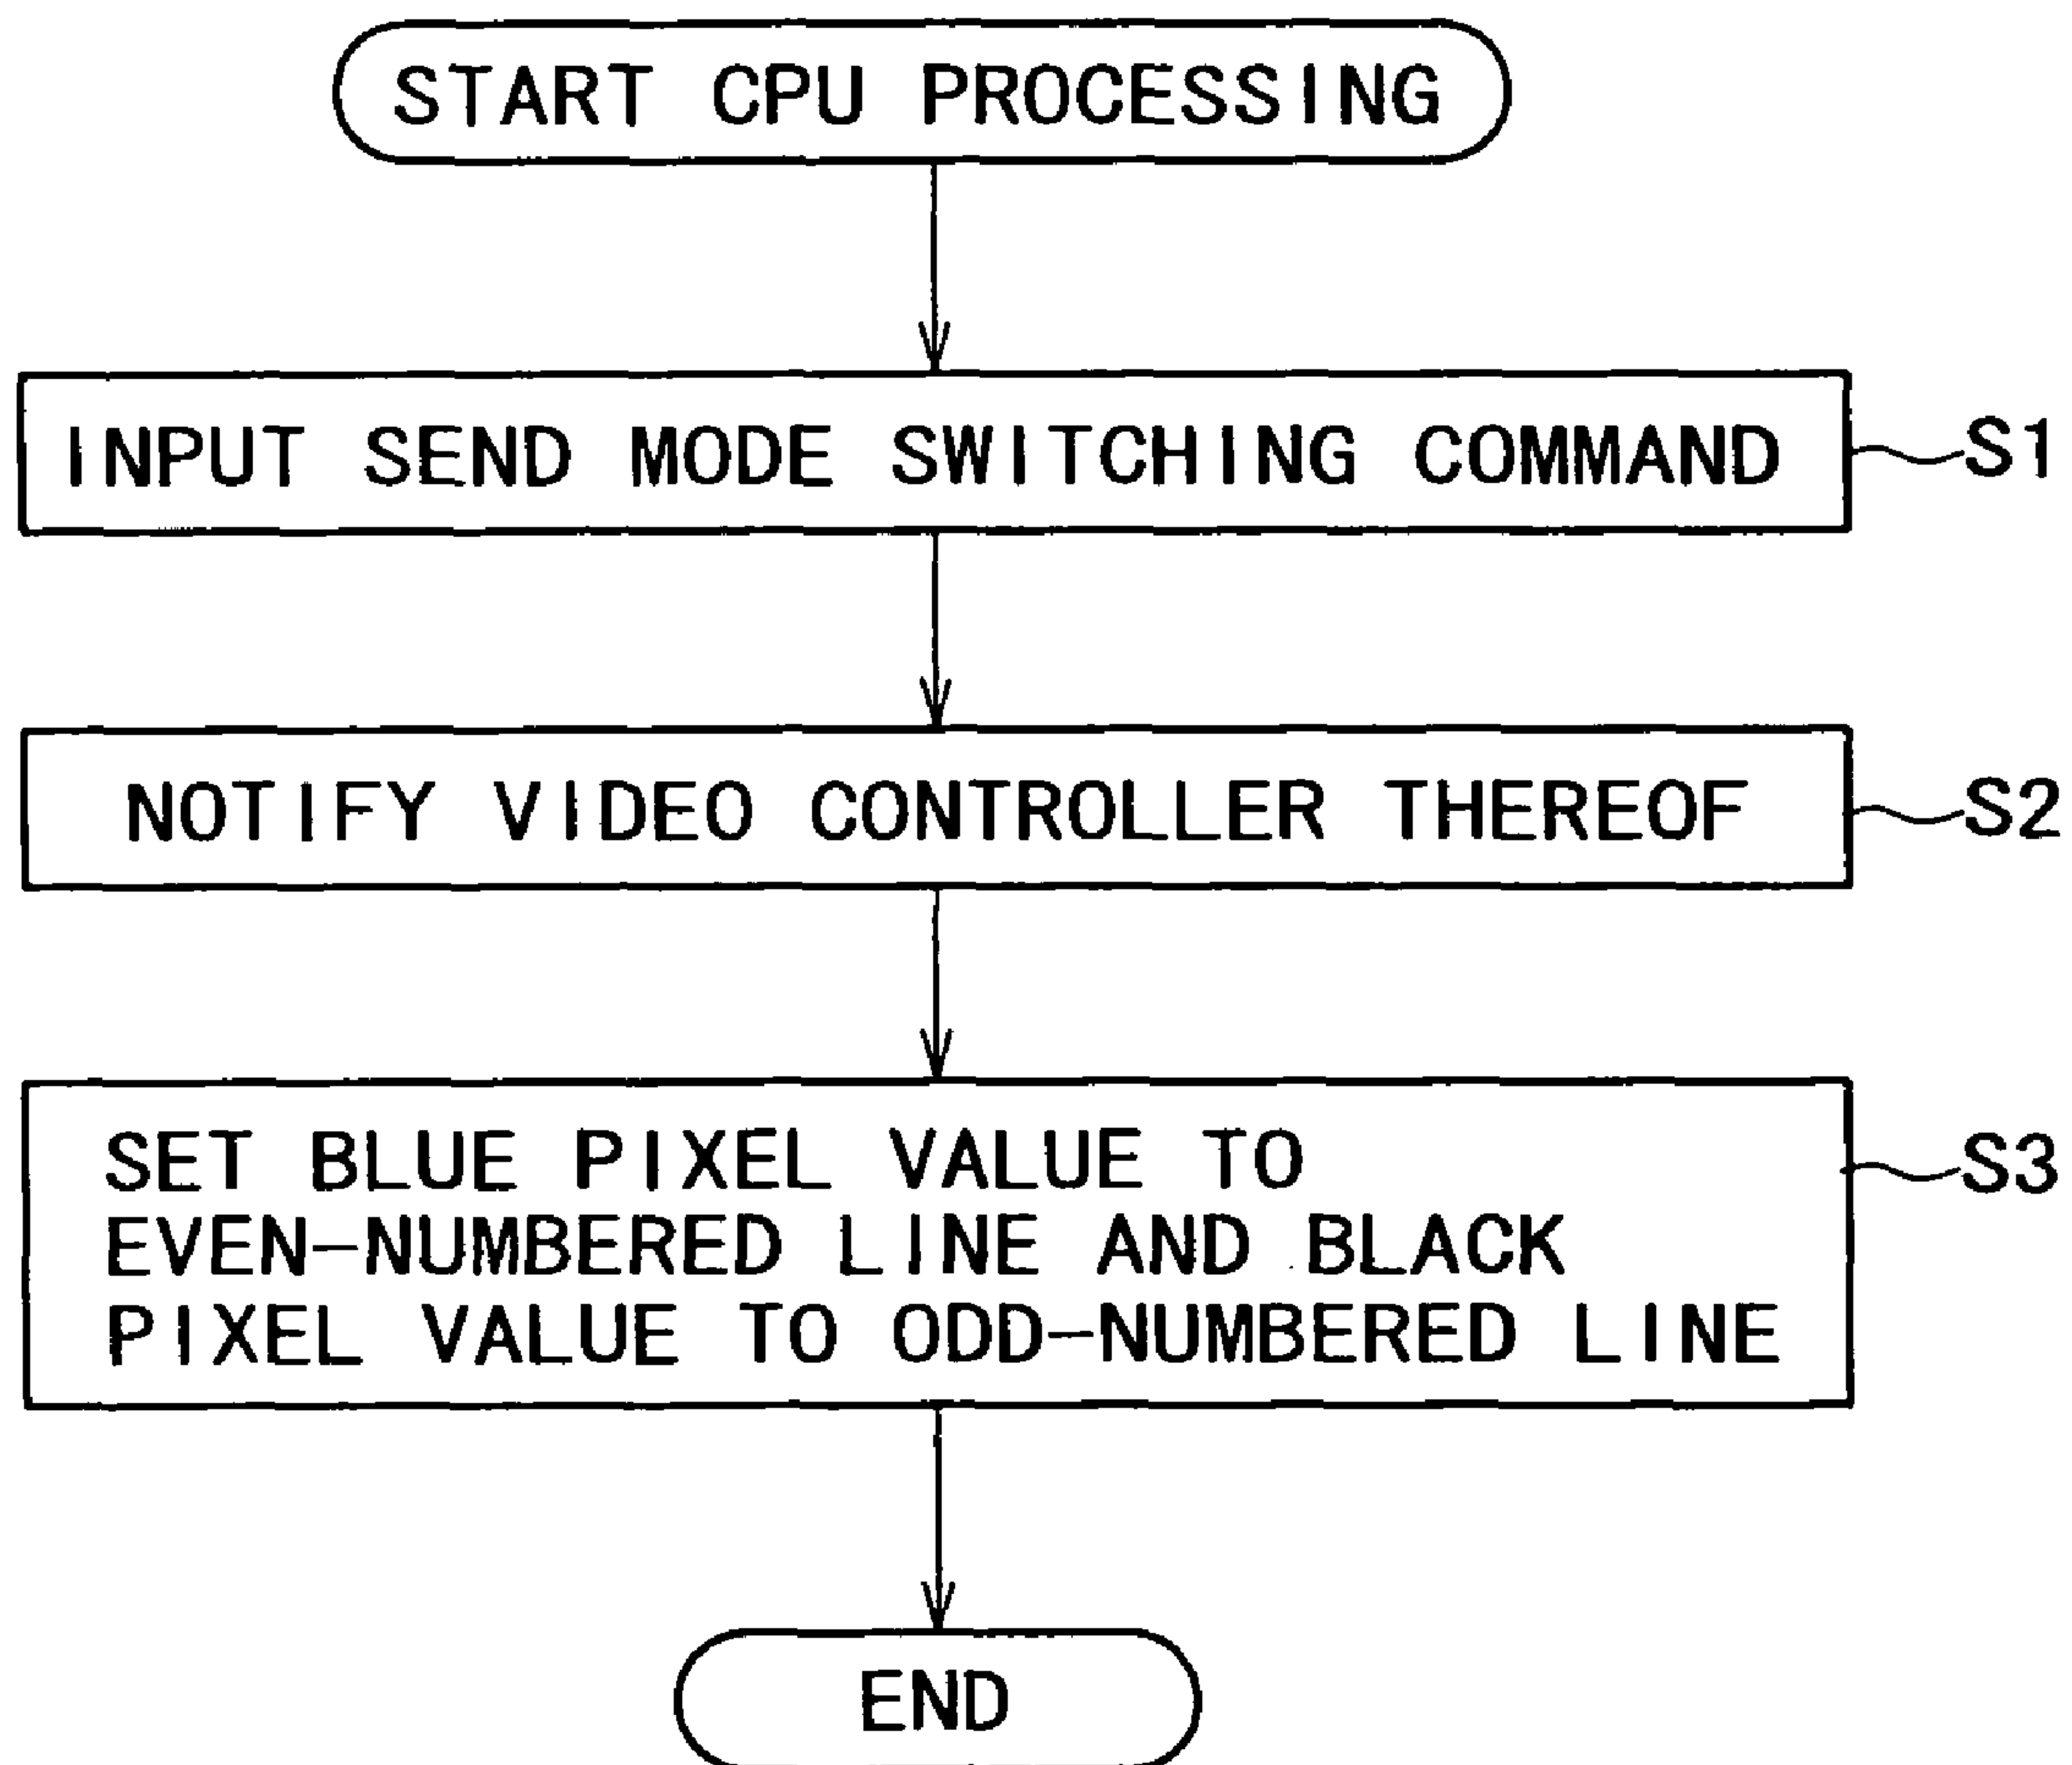 START CPU PROCESSING
INPUT SEND MODE SWITCHING COMMAND
S1
NOTIFY VIDEO CONTROLLER THEREOF
S2
SET BLUE PIXEL VALUE TO
S3
EVEN-NUMBERED LINE AND BLACK
PIXEL VALUE TO ODD-NUMBERED LINE
END